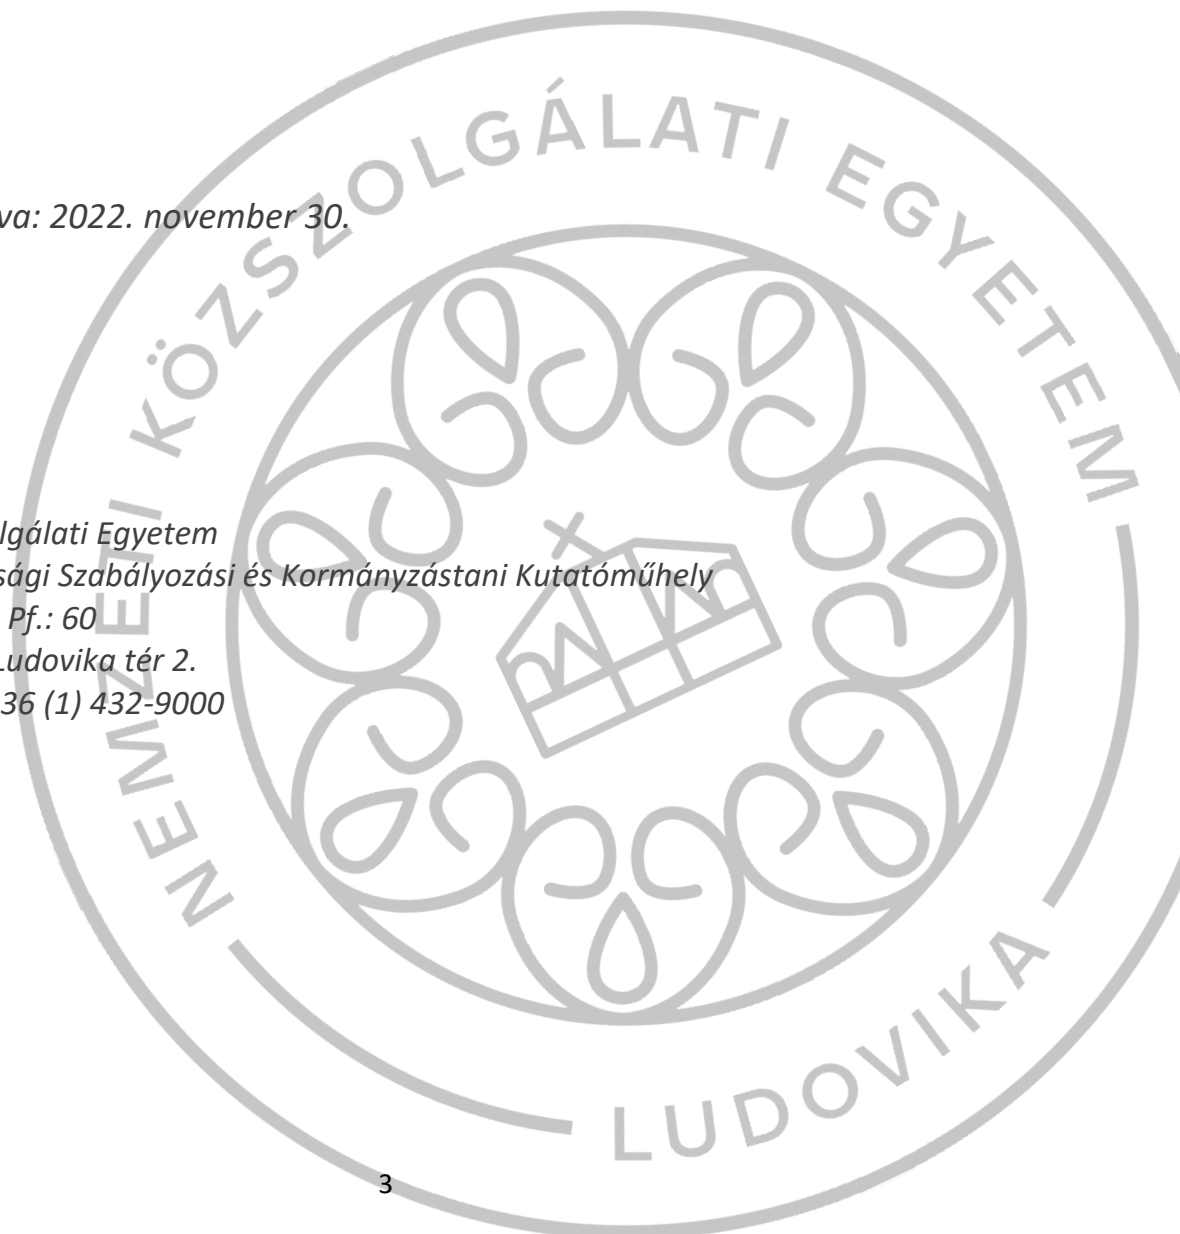 NEMZETI KÖZSZOLGÁLATI EGYETEM
va: 2022. november 30.
lgálati Egyetem
sági Szabályozási és Kormányzástani Kutatóműhely
Pf.: 60
Ludovika tér 2.
36 (1) 432-9000
LUDOVIKA
3